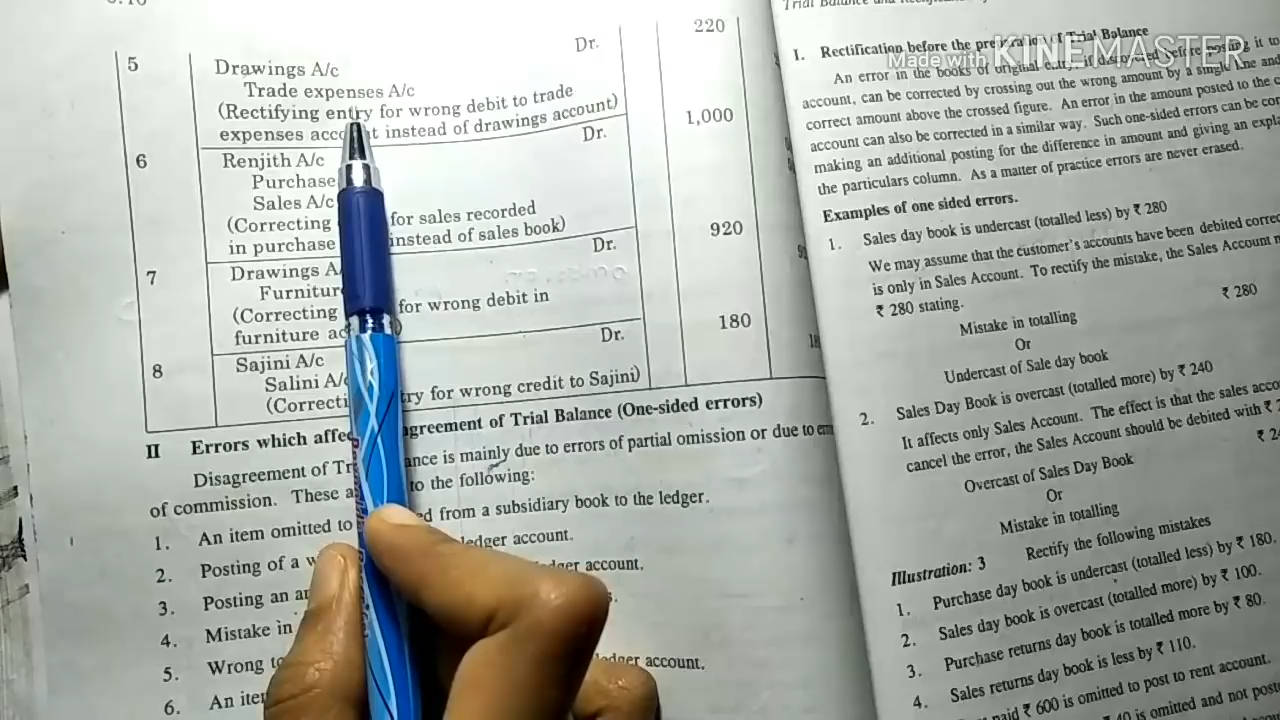 220
5 Dr.
Drawings A/c
Trade expenses A/c
(Rectifying entry for wrong debit to trade
expenses account instead of drawings account)
1,000
6 Renjith A/c Dr.
Purchase
Sales A/c
(Correcting for sales recorded
in purchase instead of sales book)
920
7 Drawings A Dr.
Furnitur
(Correcting for wrong debit in
furniture ac )
180
8 Sajini A/c Dr.
Salini A/c
(Correcti ry for wrong credit to Sajini)
II Errors which affe greement of Trial Balance (One-sided errors)
Disagreement of Tr ance is mainly due to errors of partial omission or due to
of commission. These a to the following:
1. An item omitted to ed from a subsidiary book to the ledger.
2. Posting of a w ledger account.
3. Posting an a dger account.
4. Mistake in
5. Wrong to edger account.
6. An ite
Trial Balance and
Made with KINEMASTER
I. Rectification before the preparation of Trial Balance
An error in the books of original entry, if discovered before posting it to
account, can be corrected by crossing out the wrong amount by a single line and
correct amount above the crossed figure. An error in the amount posted to the
account can also be corrected in a similar way. Such one-sided errors can be cor
making an additional posting for the difference in amount and giving an expla
the particulars column. As a matter of practice errors are never erased.
Examples of one sided errors.
1. Sales day book is undercast (totalled less) by ₹ 280
We may assume that the customer's accounts have been debited correc
is only in Sales Account. To rectify the mistake, the Sales Account
₹ 280 stating.
₹ 280
Mistake in totalling
Or
Undercast of Sale day book
2. Sales Day Book is overcast (totalled more) by ₹ 240
It affects only Sales Account. The effect is that the sales acco
cancel the error, the Sales Account should be debited with ₹
Overcast of Sales Day Book ₹ 2
Or
Mistake in totalling
Illustration: 3 Rectify the following mistakes
1. Purchase day book is undercast (totalled less) by ₹ 180.
2. Sales day book is overcast (totalled more) by ₹ 100.
3. Purchase returns day book is totalled more by ₹ 80.
4. Sales returns day book is less by ₹ 110.
paid ₹ 600 is omitted to post to rent account.
40 is omitted and not poste